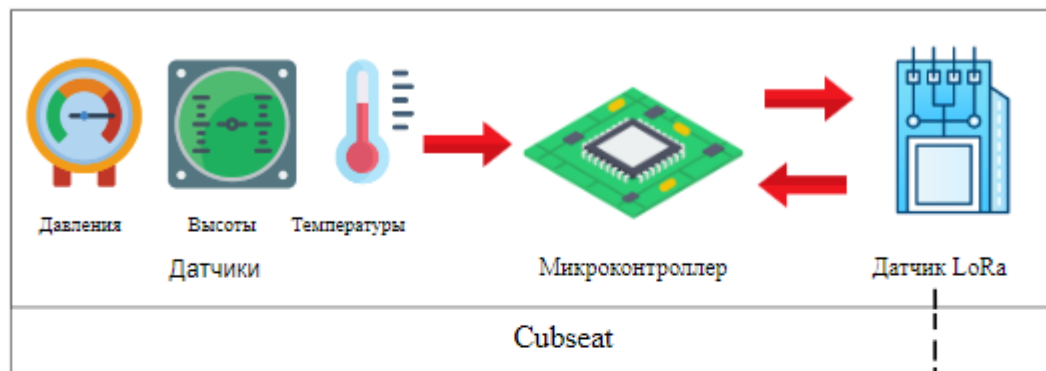 Давления Высоты Температуры
Датчики Микроконтроллер Датчик LoRa
Cubseat